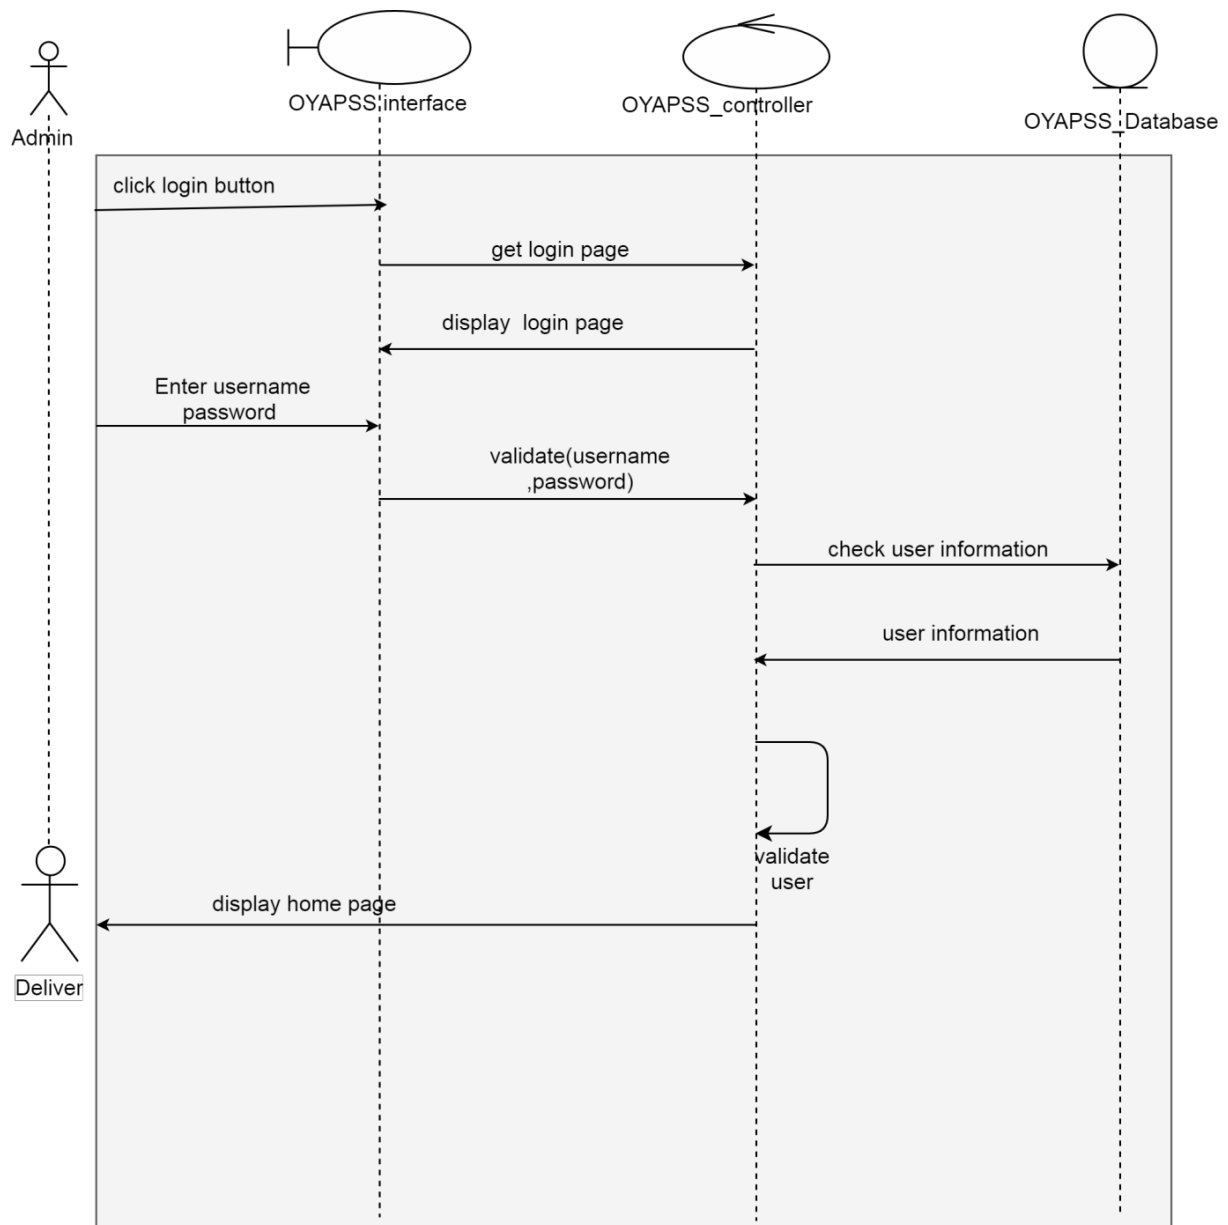 OYAPSS interface
OYAPSS_controller
OYAPSS_Database
Admin
click login button
get login page
display  login page
Enter username
password
validate(username
,password)
check user information
user information
validate
user
display home page
Deliver